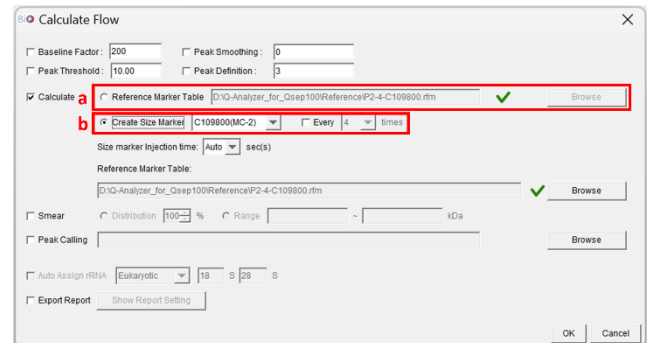 BiO Calculate Flow
Baseline Factor : 200 Peak Smoothing : 0
Peak Threshold : 10.00 Peak Definition : 3
Calculate a Reference Marker Table D:\Q-Analyzer_for_Qsep100\Reference\P2-4-C109800.rfm Browse
b Create Size Marker C109800(MC-2) Every 4 times
Size marker Injection time: Auto sec(s)
Reference Marker Table:
D:\Q-Analyzer_for_Qsep100\Reference\P2-4-C109800.rfm Browse
Smear Distribution 100 % Range ~ kDa
Peak Calling Browse
Auto Assign rRNA Eukaryotic 18 S 28 S
Export Report Show Report Setting
OK Cancel